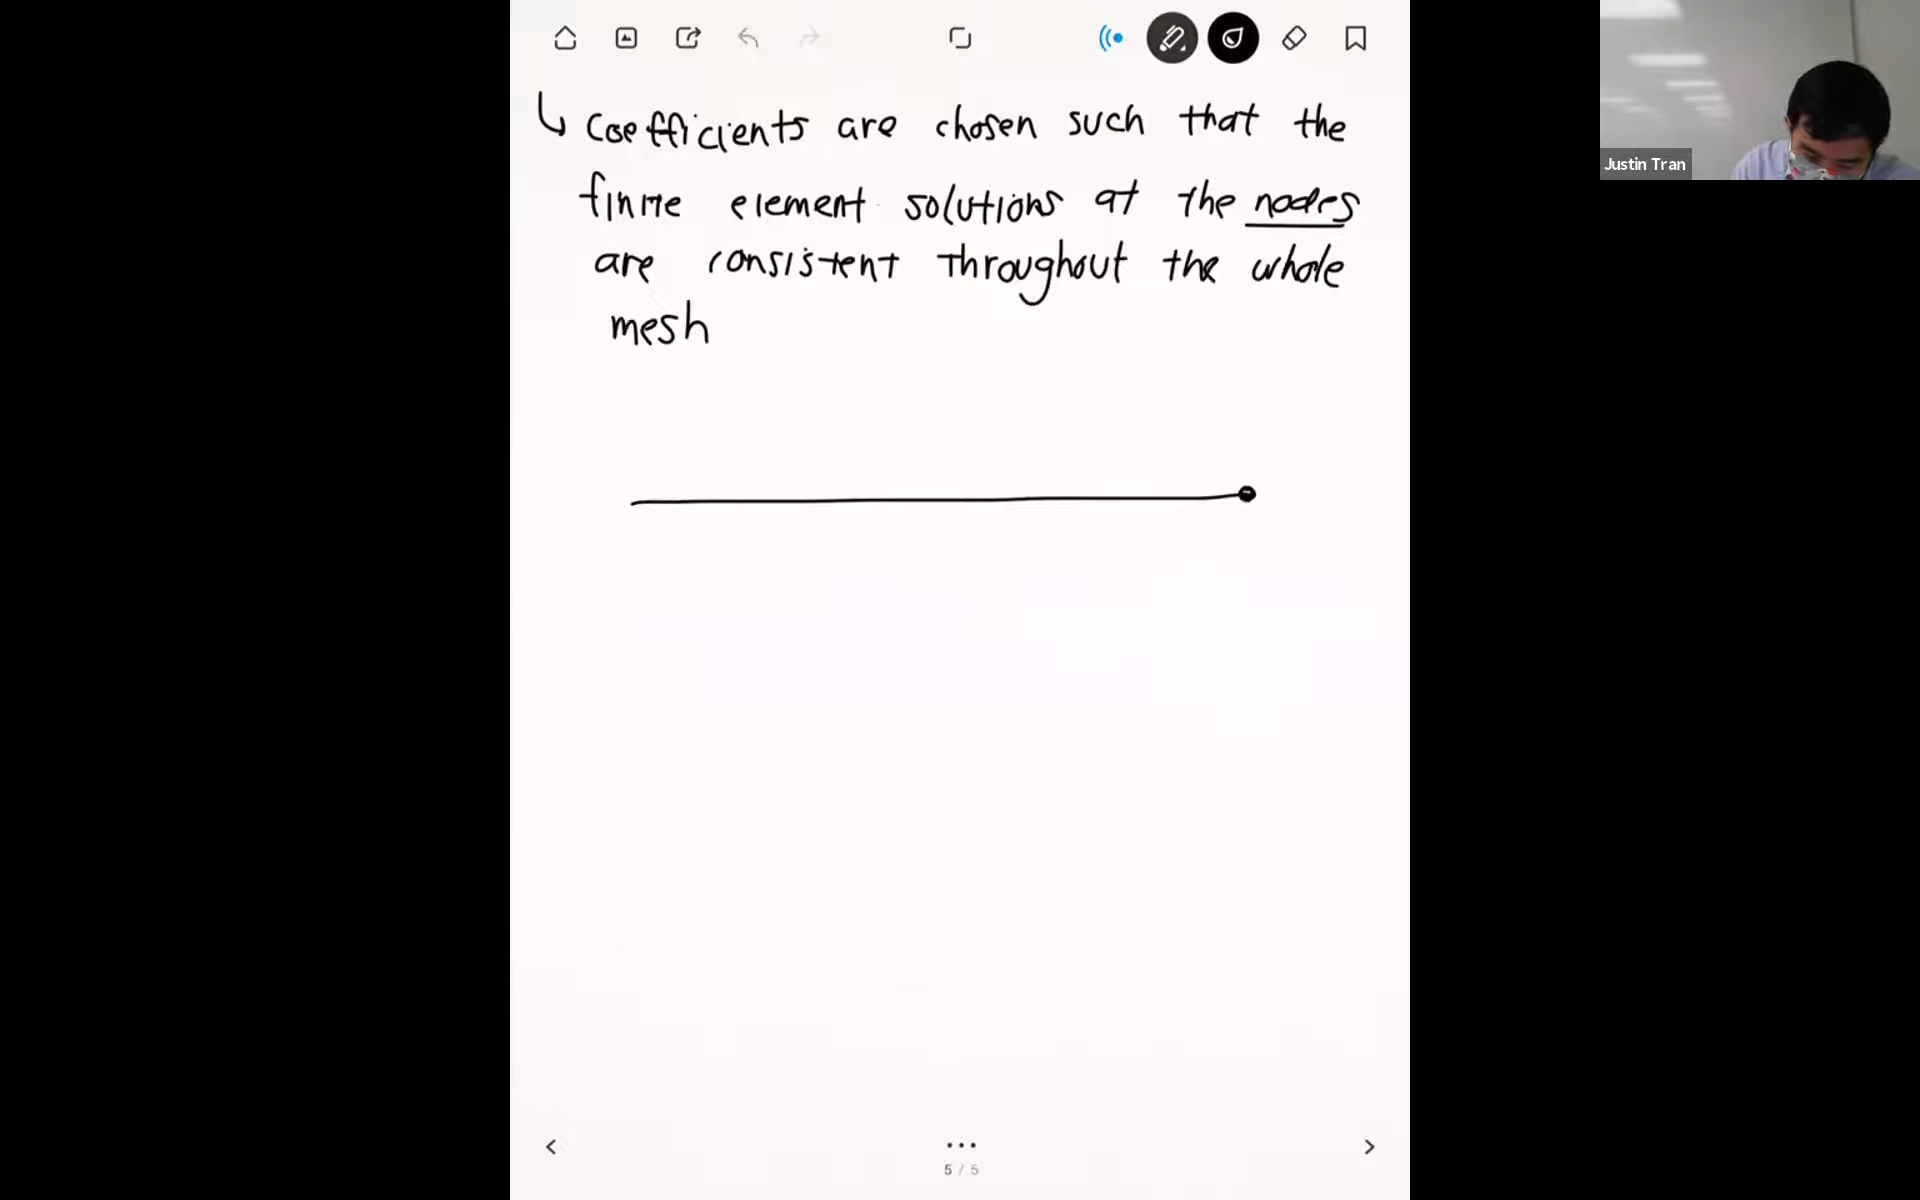 Coefficients are chosen such that the
finite element solutions at the nodes
are consistent throughout the whole
mesh
Justin Tran
5 / 5